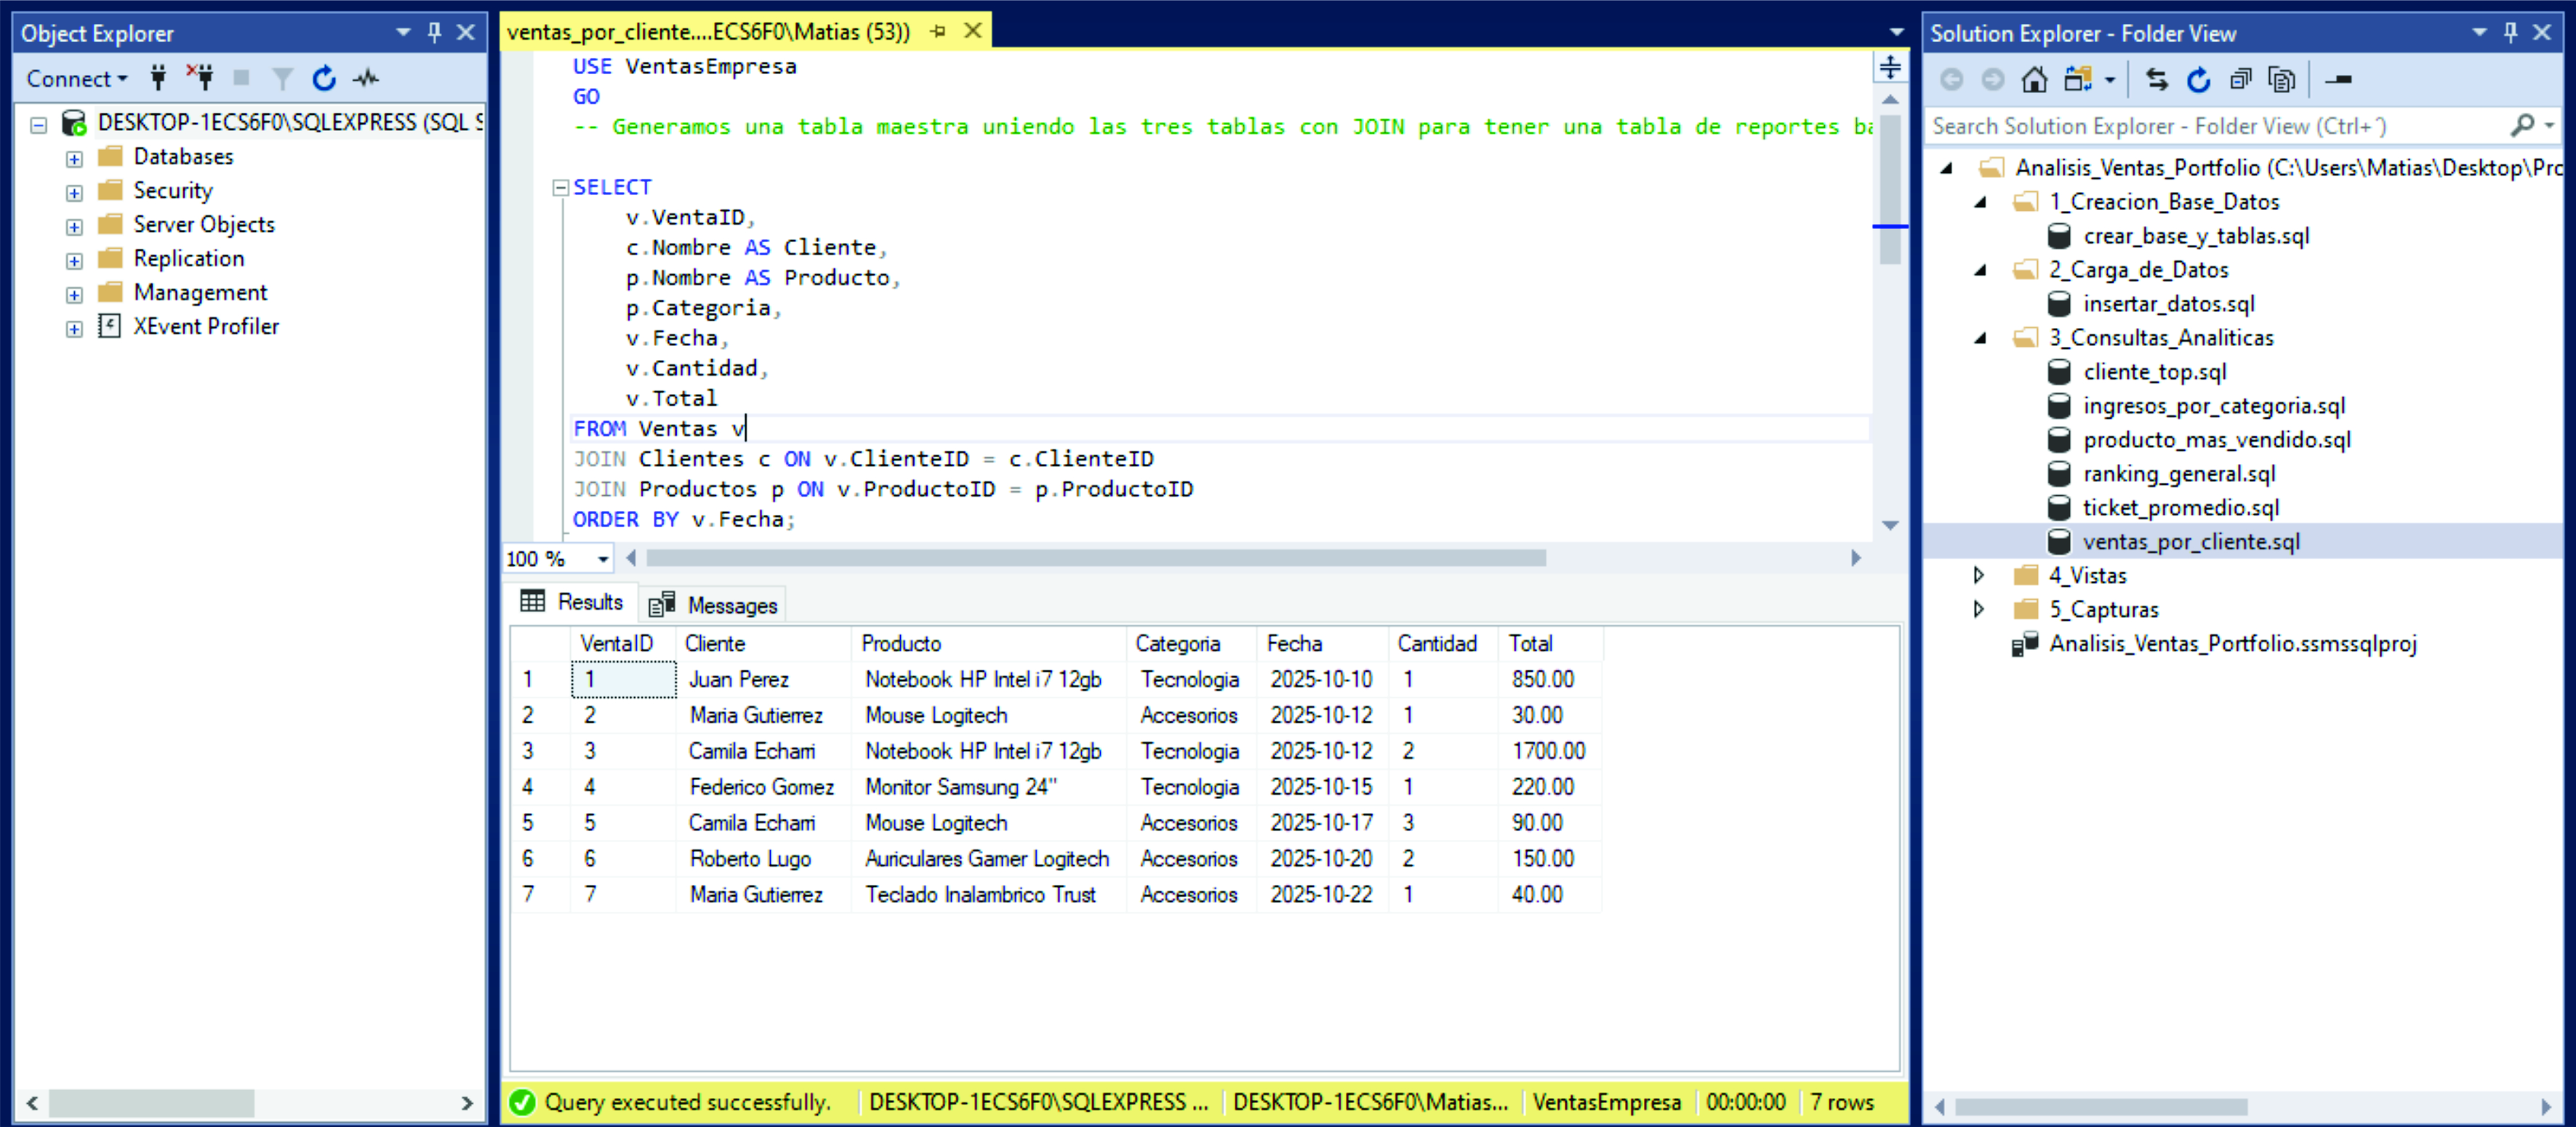 Object Explorer
Connect
DESKTOP-1ECS6F0\SQLEXPRESS (SQL S
Databases
Security
Server Objects
Replication
Management
XEvent Profiler
ventas_por_cliente....ECS6F0\Matias (53))
USE VentasEmpresa
GO
-- Generamos una tabla maestra uniendo las tres tablas con JOIN para tener una tabla de reportes ba
SELECT
v.VentaID,
c.Nombre AS Cliente,
p.Nombre AS Producto,
p.Categoria,
v.Fecha,
v.Cantidad,
v.Total
FROM Ventas v
JOIN Clientes c ON v.ClienteID = c.ClienteID
JOIN Productos p ON v.ProductoID = p.ProductoID
ORDER BY v.Fecha;
100 %
Results Messages
VentaID Cliente Producto Categoria Fecha Cantidad Total
1 1 Juan Perez Notebook HP Intel i7 12gb Tecnologia 2025-10-10 1 850.00
2 2 Maria Gutierrez Mouse Logitech Accesorios 2025-10-12 1 30.00
3 3 Camila Echarri Notebook HP Intel i7 12gb Tecnologia 2025-10-12 2 1700.00
4 4 Federico Gomez Monitor Samsung 24" Tecnologia 2025-10-15 1 220.00
5 5 Camila Echarri Mouse Logitech Accesorios 2025-10-17 3 90.00
6 6 Roberto Lugo Auriculares Gamer Logitech Accesorios 2025-10-20 2 150.00
7 7 Maria Gutierrez Teclado Inalambrico Trust Accesorios 2025-10-22 1 40.00
Query executed successfully. DESKTOP-1ECS6F0\SQLEXPRESS ... DESKTOP-1ECS6F0\Matias... VentasEmpresa 00:00:00 7 rows
Solution Explorer - Folder View
Search Solution Explorer - Folder View (Ctrl+´)
Analisis_Ventas_Portfolio (C:\Users\Matias\Desktop\Pro
1_Creacion_Base_Datos
crear_base_y_tablas.sql
2_Carga_de_Datos
insertar_datos.sql
3_Consultas_Analiticas
cliente_top.sql
ingresos_por_categoria.sql
producto_mas_vendido.sql
ranking_general.sql
ticket_promedio.sql
ventas_por_cliente.sql
4_Vistas
5_Capturas
Analisis_Ventas_Portfolio.ssmssqlproj